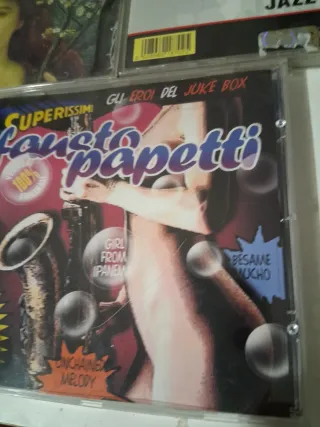 JAZZ
SUPERISSIMI
GLI EROI DEL JUKE BOX
fausto
papetti
100%
GIRL
FROM
IPANEMA
BESAME
MUCHO
UNCHAINED
MELODY